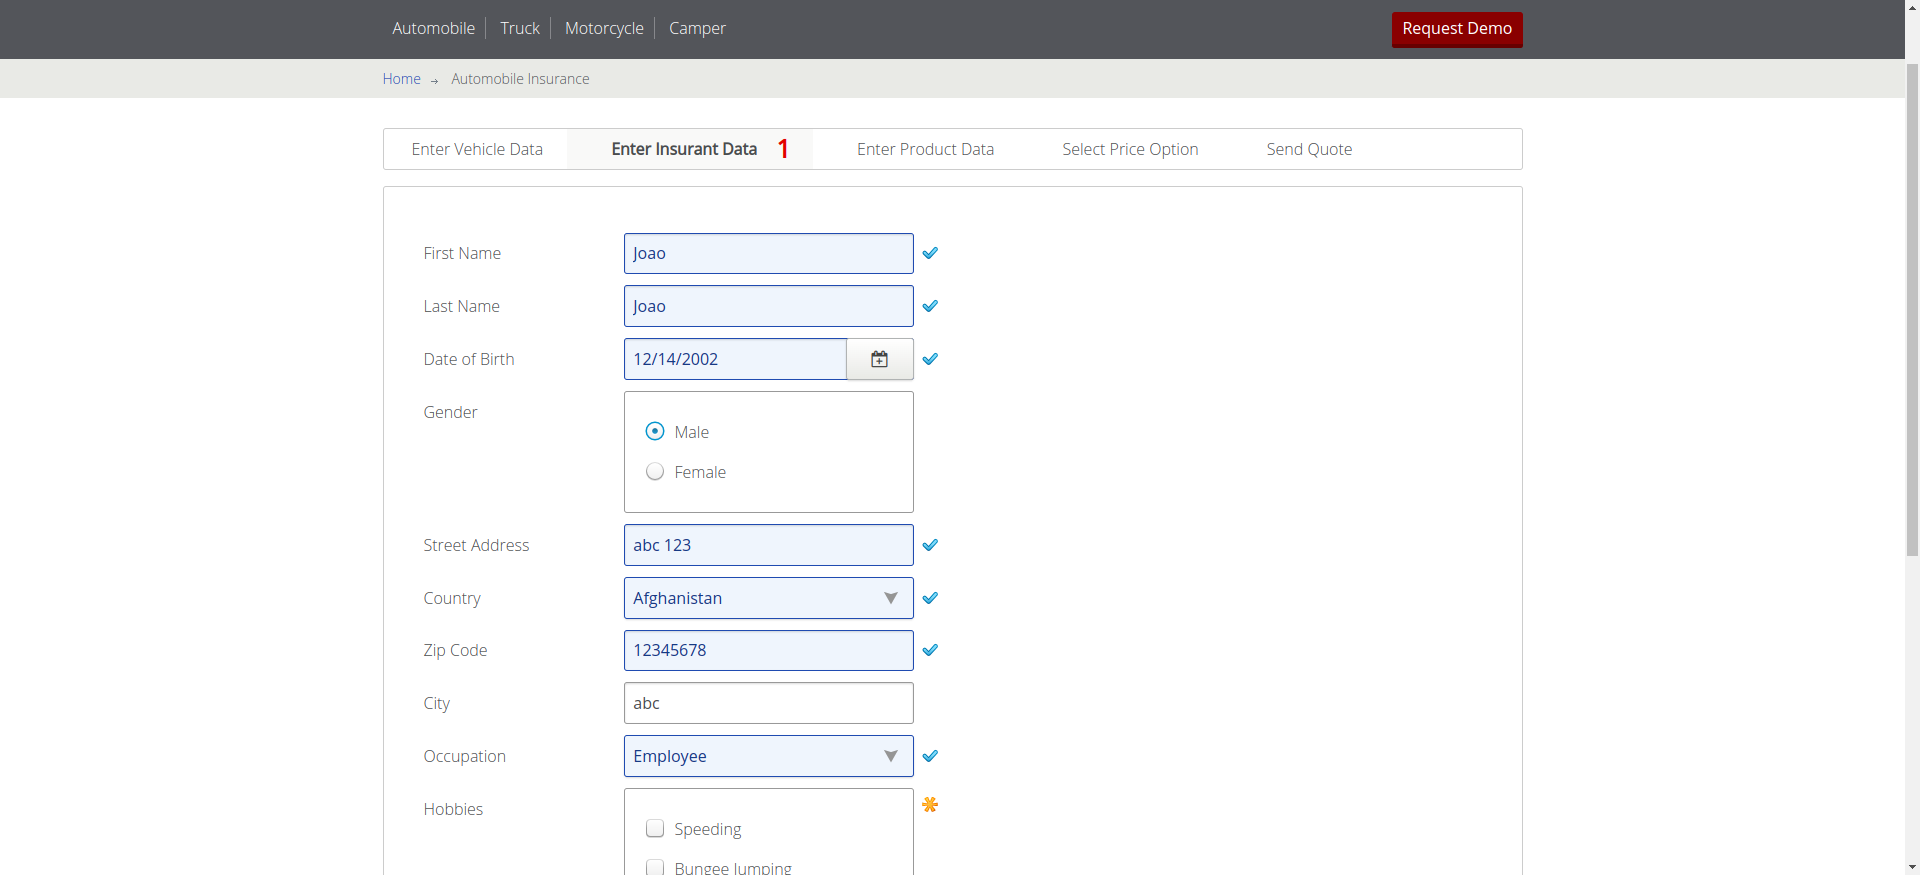 Automobile
Truck
Motorcycle
Camper
Request Demo
Home → Automobile Insurance
Enter Vehicle Data
Enter Insurant Data 1
Enter Product Data
Select Price Option
Send Quote
First Name
Joao
Last Name
Joao
Date of Birth
12/14/2002
Gender
Male
Female
Street Address
abc 123
Country
Afghanistan
Zip Code
12345678
City
abc
Occupation
Employee
Hobbies
Speeding
Bungee Jumping